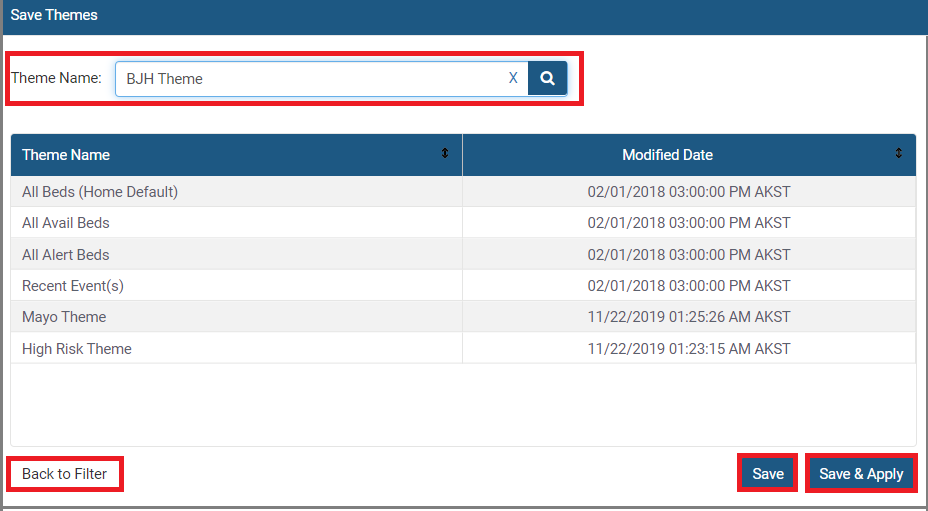 Save Themes
Theme Name: BJH Theme X
Theme Name Modified Date
All Beds (Home Default) 02/01/2018 03:00:00 PM AKST
All Avail Beds 02/01/2018 03:00:00 PM AKST
All Alert Beds 02/01/2018 03:00:00 PM AKST
Recent Event(s) 02/01/2018 03:00:00 PM AKST
Mayo Theme 11/22/2019 01:25:26 AM AKST
High Risk Theme 11/22/2019 01:23:15 AM AKST
Back to Filter Save Save & Apply